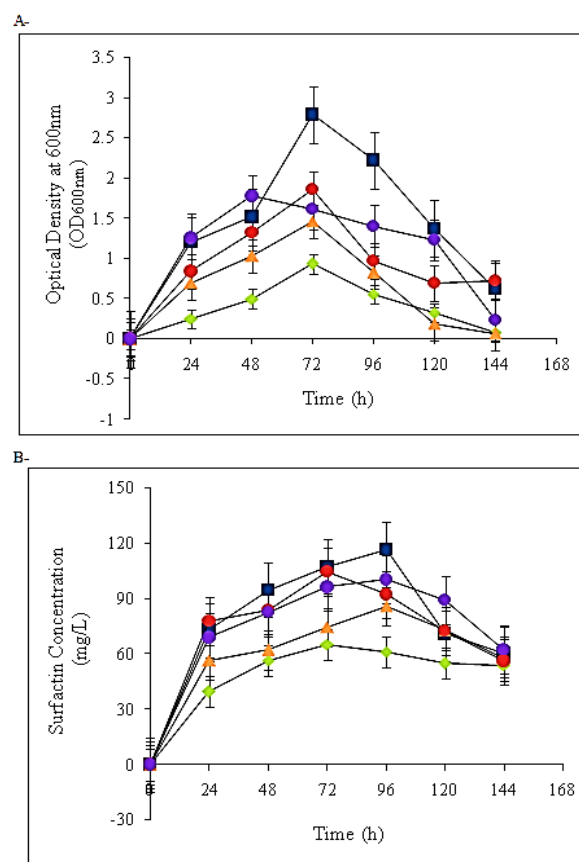 A-
3.5
3
2.5
2
1.5
1
0.5
0
-0.5
-1
Optical Density at 600nm
(OD600nm)
24 48 72 96 120 144 168
Time (h)
B-
150
120
90
60
30
0
-30
Surfactin Concentration
(mg/L)
0 24 48 72 96 120 144 168
Time (h)